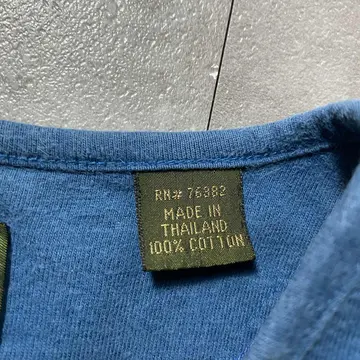 RN# 76382
MADE IN
THAILAND
100% COTTON